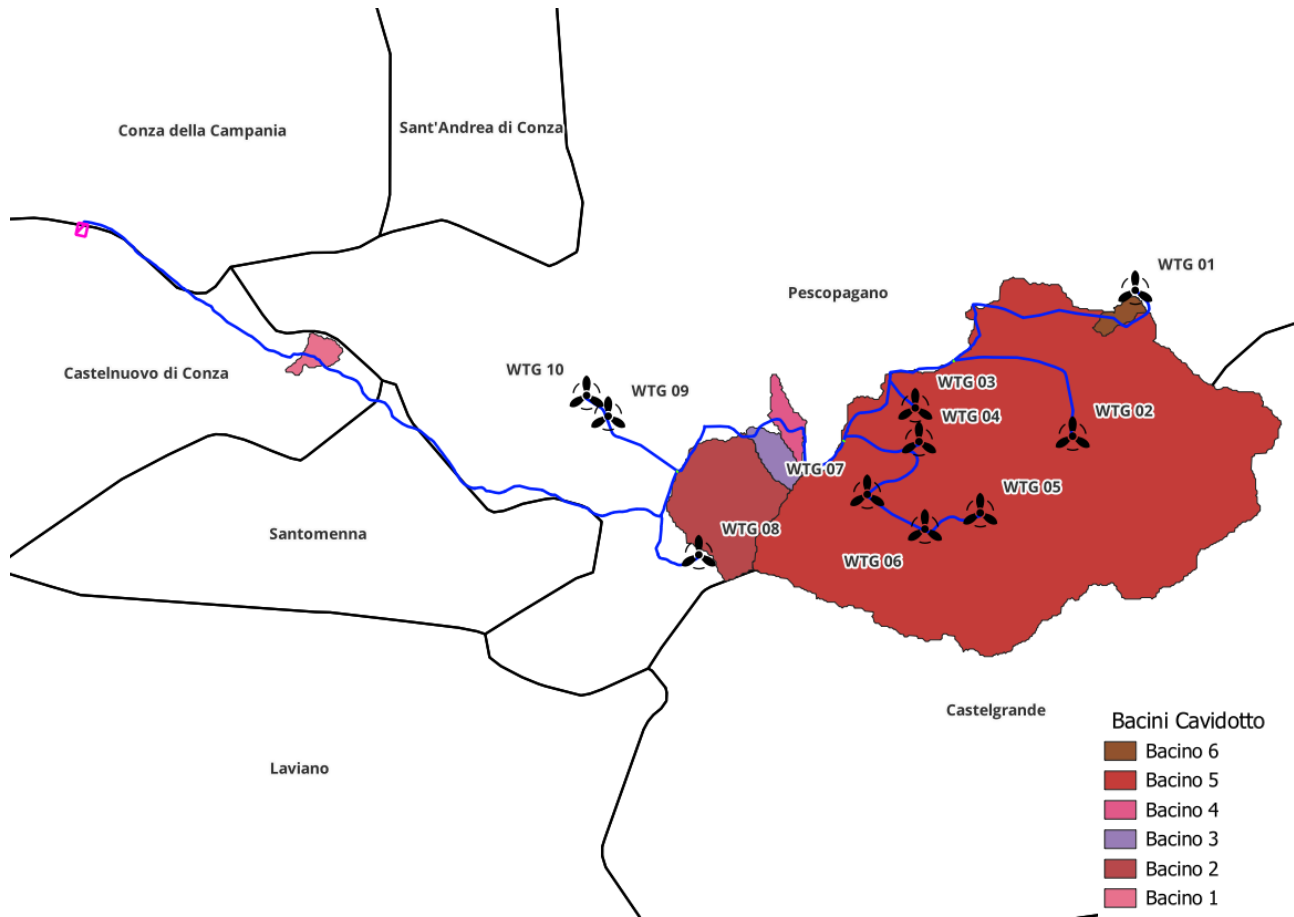 Conza della Campania
Sant'Andrea di Conza
WTG 01
Pescopagano
Castelnuovo di Conza
WTG 10
WTG 09
WTG 03
WTG 04
WTG 02
WTG 07
WTG 05
WTG 08
Santomenna
WTG 06
Castelgrande
Laviano
Bacini Cavidotto
Bacino 6
Bacino 5
Bacino 4
Bacino 3
Bacino 2
Bacino 1